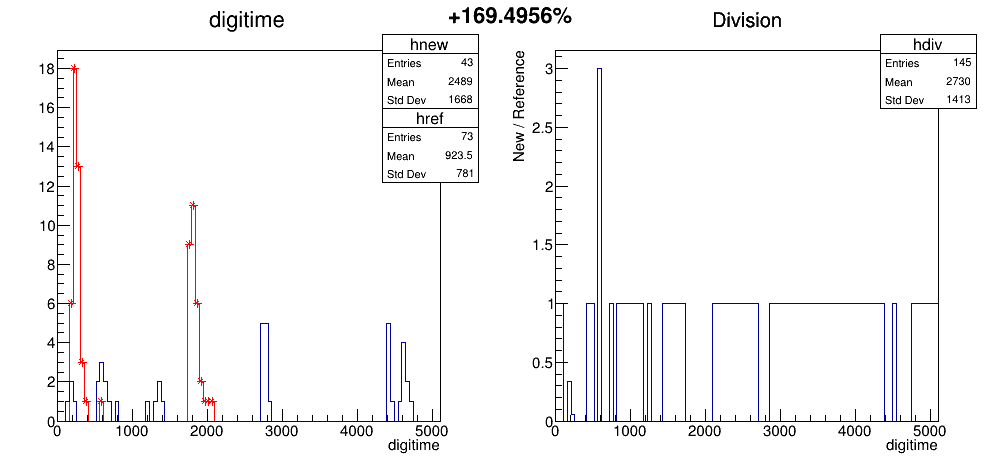 +169.4956%
digitime
hnew
Entries 43
Mean 2489
Std Dev 1668
href
Entries 73
Mean 923.5
Std Dev 781
18
16
14
12
10
8
6
4
2
0
0 1000 2000 3000 4000 5000
digitime
Division
hdiv
Entries 145
Mean 2730
Std Dev 1413
New / Reference
3
2.5
2
1.5
1
0.5
0
0 1000 2000 3000 4000 5000
digitime